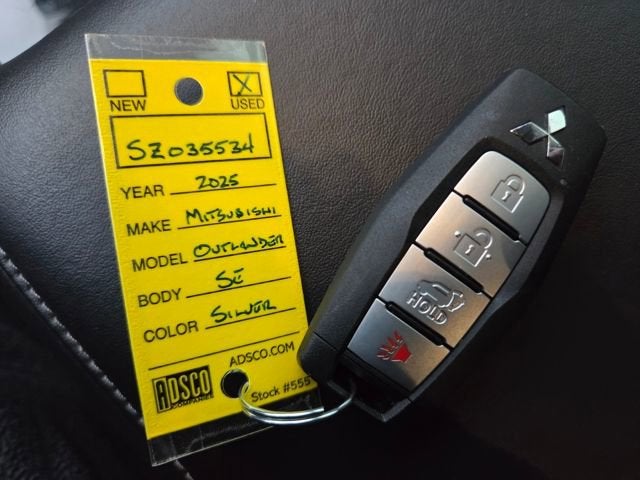 NEW
X
USED
SZ035534
YEAR 2025
MAKE MITSUBISHI
MODEL OUTLANDER
BODY SE
COLOR SILVER
ADSCO.COM
ADSCO
COMPANIES
Stock #555
HOLD